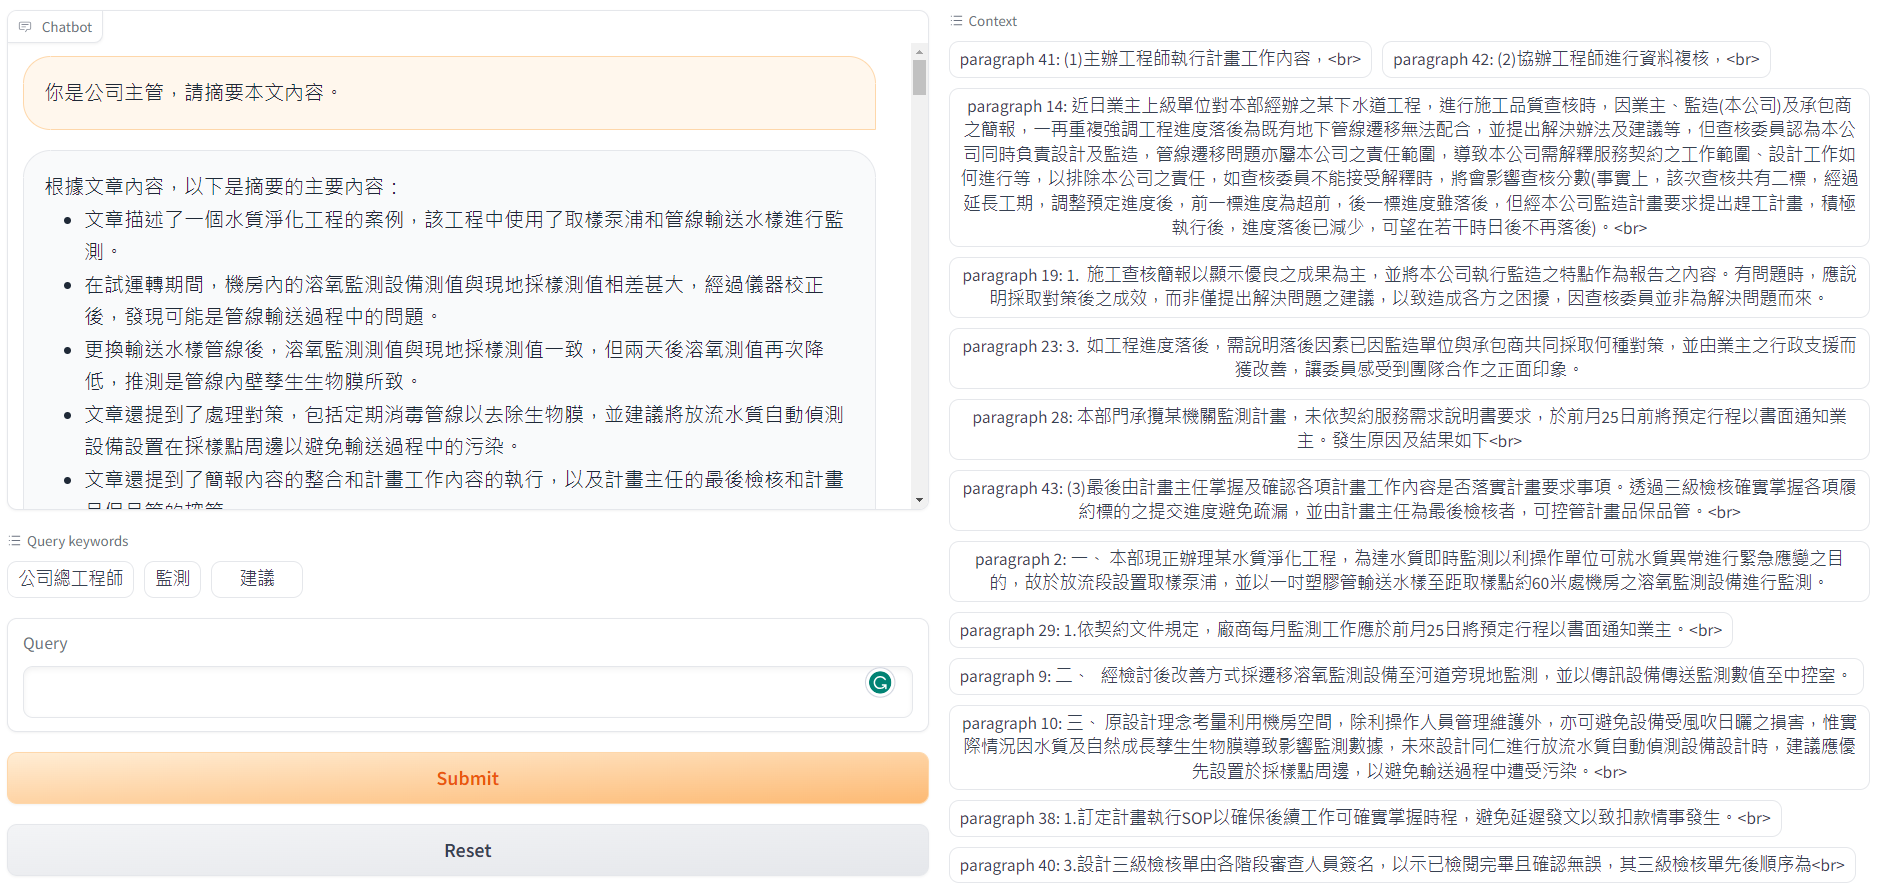 Chatbot
你是公司主管，請摘要本文內容。
根據文章內容，以下是摘要的主要內容：
• 文章描述了一個水質淨化工程的案例，該工程中使用了取樣泵浦和管線輸送水樣進行監
測。
• 在試運轉期間，機房內的溶氧監測設備測值與現地採樣測值相差甚大，經過儀器校正
後，發現可能是管線輸送過程中的問題。
• 更換輸送水樣管線後，溶氧監測測值與現地採樣測值一致，但兩天後溶氧測值再次降
低，推測是管線內壁孳生生物膜所致。
• 文章還提到了處理對策，包括定期消毒管線以去除生物膜，並建議將放流水質自動偵測
設備設置在採樣點周邊以避免輸送過程中的污染。
• 文章還提到了簡報內容的整合和計畫工作內容的執行，以及計畫主任的最後檢核和計畫
Query keywords
公司總工程師
監測
建議
Query
Submit
Reset
Context
paragraph 41: (1)主辦工程師執行計畫工作內容，<br>
paragraph 42: (2)協辦工程師進行資料複核，<br>
paragraph 14: 近日業主上級單位對本部經辦之某下水道工程，進行施工品質查核時，因業主、監造(本公司)及承包商
之簡報，一再重複強調工程進度落後為既有地下管線遷移無法配合，並提出解決辦法及建議等，但查核委員認為本公
司同時負責設計及監造，管線遷移問題亦屬本公司之責任範圍，導致本公司需解釋服務契約之工作範圍、設計工作如
何進行等，以排除本公司之責任，如查核委員不能接受解釋時，將會影響查核分數(事實上，該次查核共有二標，經過
延長工期，調整預定進度後，前一標進度為超前，後一標進度雖落後，但經本公司監造計畫要求提出趕工計畫，積極
執行後，進度落後已減少，可望在若干時日後不再落後)。<br>
paragraph 19: 1. 施工查核簡報以顯示優良之成果為主，並將本公司執行監造之特點作為報告之內容。有問題時，應說
明採取對策後之成效，而非僅提出解決問題之建議，以致造成各方之困擾，因查核委員並非為解決問題而來。
paragraph 23: 3. 如工程進度落後，需說明落後因素已因監造單位與承包商共同採取何種對策，並由業主之行政支援而
獲改善，讓委員感受到團隊合作之正面印象。
paragraph 28: 本部門承攬某機關監測計畫，未依契約服務需求說明書要求，於前月25日前將預定行程以書面通知業
主。發生原因及結果如下<br>
paragraph 43: (3)最後由計畫主任掌握及確認各項計畫工作內容是否落實計畫要求事項。透過三級檢核確實掌握各項履
約標的之提交進度避免疏漏，並由計畫主任為最後檢核者，可控管計畫品保品管。<br>
paragraph 2: 一、 本部現正辦理某水質淨化工程，為達水質即時監測以利操作單位可就水質異常進行緊急應變之目
的，故於放流段設置取樣泵浦，並以一吋塑膠管輸送水樣至距取樣點約60米處機房之溶氧監測設備進行監測。
paragraph 29: 1.依契約文件規定，廠商每月監測工作應於前月25日將預定行程以書面通知業主。<br>
paragraph 9: 二、 經檢討後改善方式採遷移溶氧監測設備至河道旁現地監測，並以傳訊設備傳送監測數值至中控室。
paragraph 10: 三、 原設計理念考量利用機房空間，除利操作人員管理維護外，亦可避免設備受風吹日曬之損害，惟實
際情況因水質及自然成長孳生生物膜導致影響監測數據，未來設計同仁進行放流水質自動偵測設備設計時，建議應優
先設置於採樣點周邊，以避免輸送過程中遭受污染。<br>
paragraph 38: 1.訂定計畫執行SOP以確保後續工作可確實掌握時程，避免延遲發文以致扣款情事發生。<br>
paragraph 40: 3.設計三級檢核單由各階段審查人員簽名，以示已檢閱完畢且確認無誤，其三級檢核單先後順序為<br>